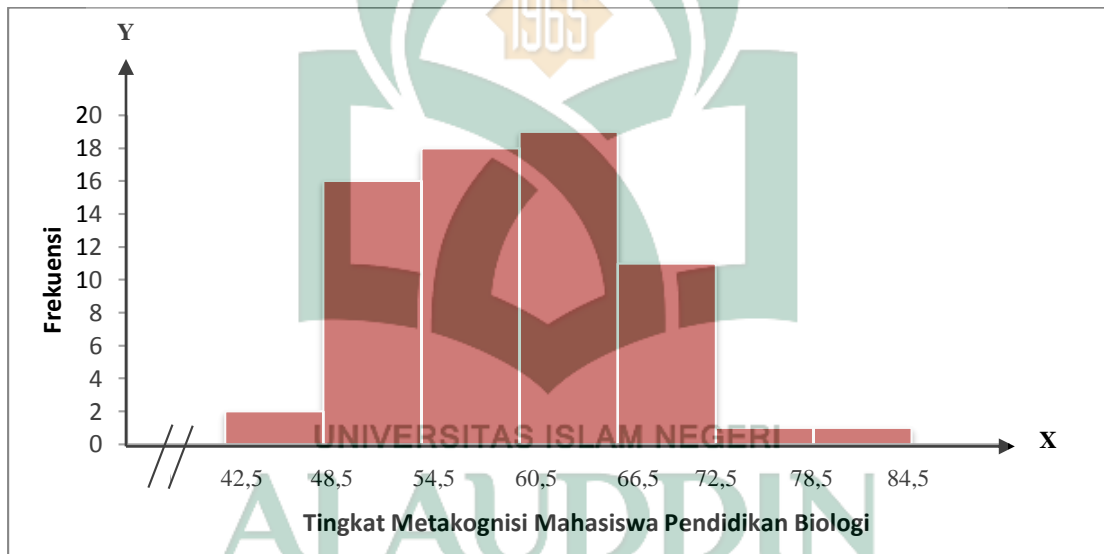 1965
Y
20
18
16
14
12
10
8
6
4
2
0
Frekuensi
X
UNIVERSITAS ISLAM NEGERI
42,5 48,5 54,5 60,5 66,5 72,5 78,5 84,5
ALAUDDIN
Tingkat Metakognisi Mahasiswa Pendidikan Biologi